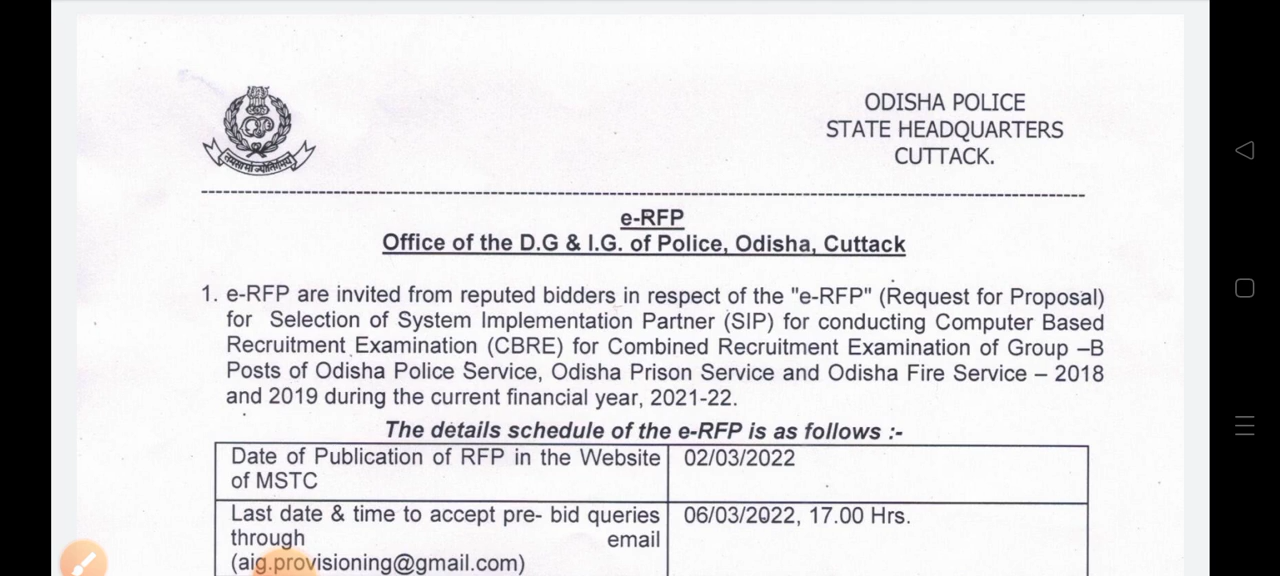 ODISHA POLICE
STATE HEADQUARTERS
CUTTACK.
तमसो मा ज्योतिर्गमय
e-RFP
Office of the D.G & I.G. of Police, Odisha, Cuttack
1. e-RFP are invited from reputed bidders in respect of the "e-RFP" (Request for Proposal)
for Selection of System Implementation Partner (SIP) for conducting Computer Based
Recruitment Examination (CBRE) for Combined Recruitment Examination of Group –B
Posts of Odisha Police Service, Odisha Prison Service and Odisha Fire Service – 2018
and 2019 during the current financial year, 2021-22.
The details schedule of the e-RFP is as follows :-
Date of Publication of RFP in the Website 02/03/2022
of MSTC
Last date & time to accept pre- bid queries 06/03/2022, 17.00 Hrs.
through email
(aig.provisioning@gmail.com)